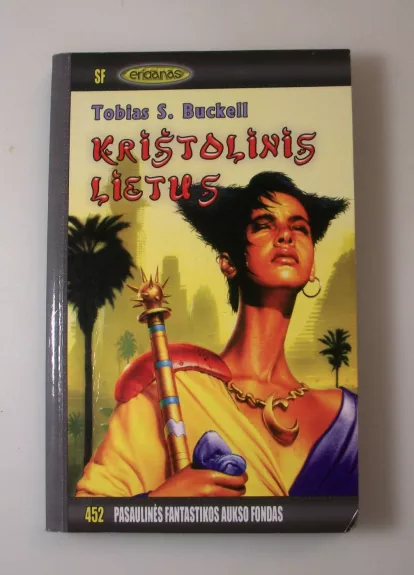 SF eridanas
Tobias S. Buckell
KRIŠTOLINIS
LIETUS
452 PASAULINĖS FANTASTIKOS AUKSO FONDAS